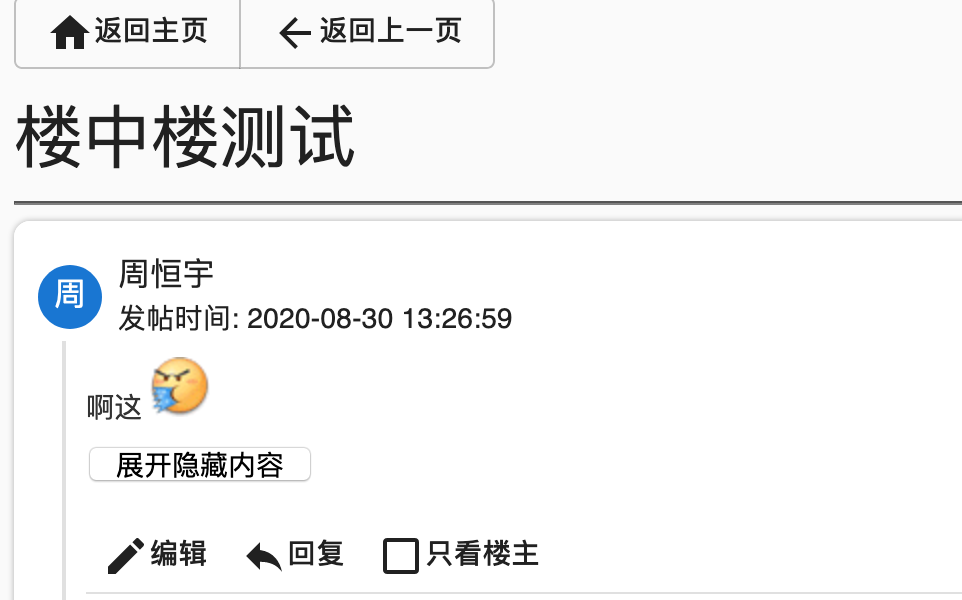 返回主页 返回上一页
楼中楼测试
周 周恒宇
发帖时间: 2020-08-30 13:26:59
啊这
展开隐藏内容
编辑 回复 只看楼主